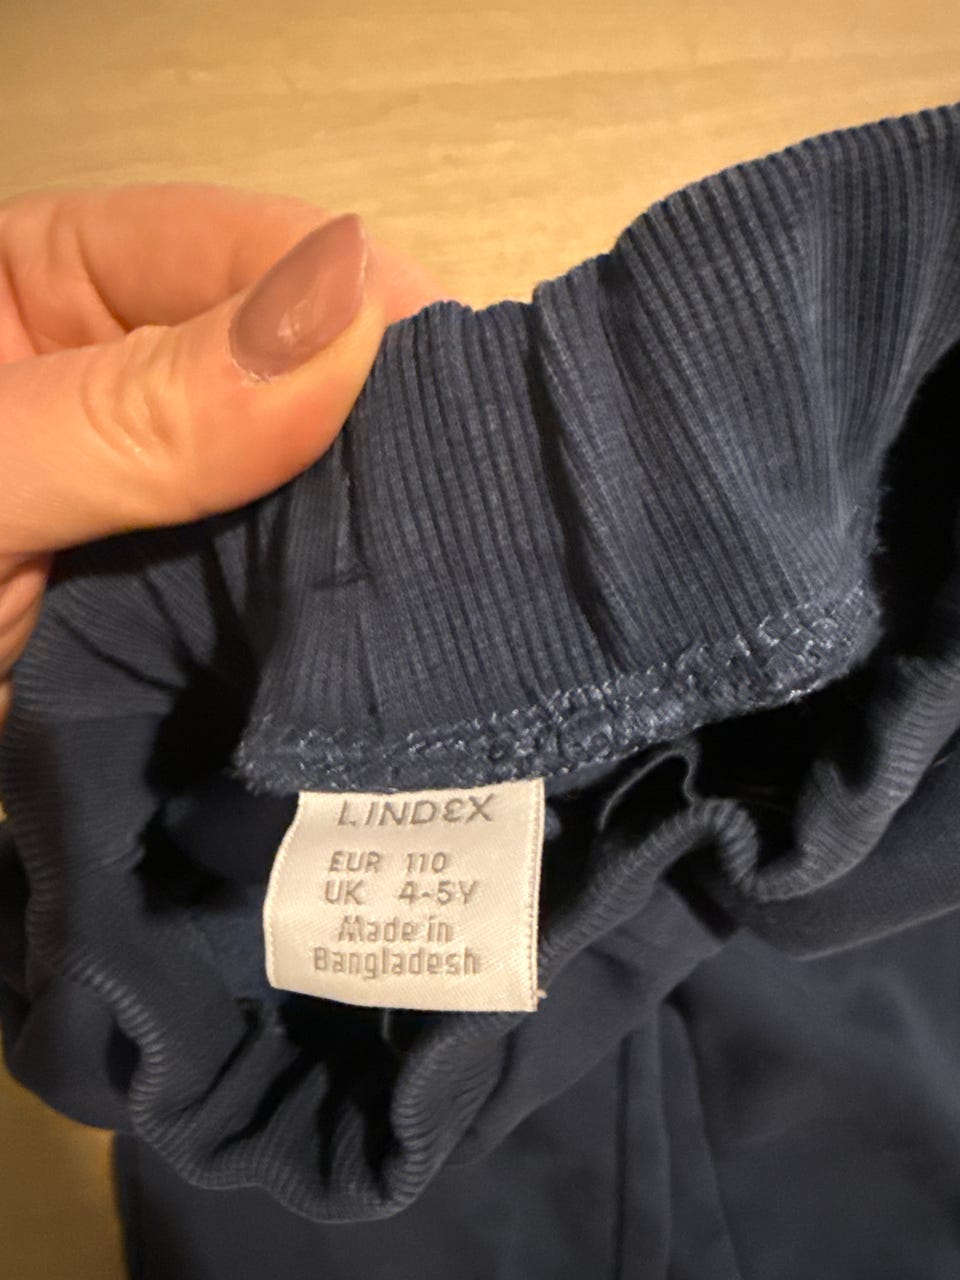 LINDEX
EUR 110
UK 4-5Y
Made in
Bangladesh